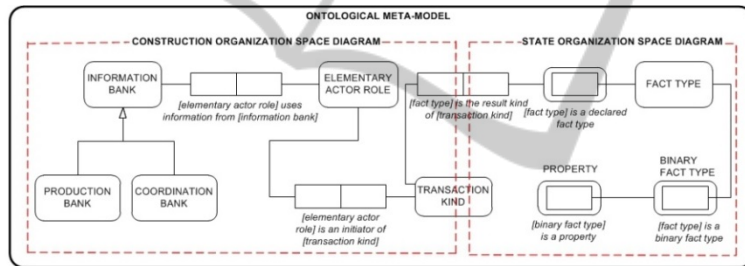 ONTOLOGICAL META-MODEL
CONSTRUCTION ORGANIZATION SPACE DIAGRAM
STATE ORGANIZATION SPACE DIAGRAM
INFORMATION
BANK
ELEMENTARY
ACTOR ROLE
FACT TYPE
[elementary actor role] uses
information from [information bank]
[fact type] is the result kind
of [transaction kind]
[fact type] is a declared
fact type
PRODUCTION
BANK
COORDINATION
BANK
TRANSACTION
KIND
PROPERTY
BINARY
FACT TYPE
[elementary actor
role] is an initiator of
[transaction kind]
[binary fact type]
is a property
[fact type] is a
binary fact type